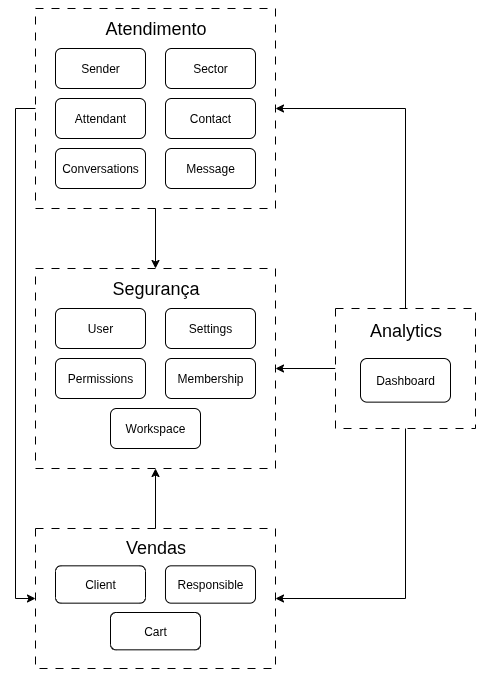 Atendimento
Sender
Sector
Attendant
Contact
Conversations
Message
Segurança
User
Settings
Permissions
Membership
Workspace
Analytics
Dashboard
Vendas
Client
Responsible
Cart